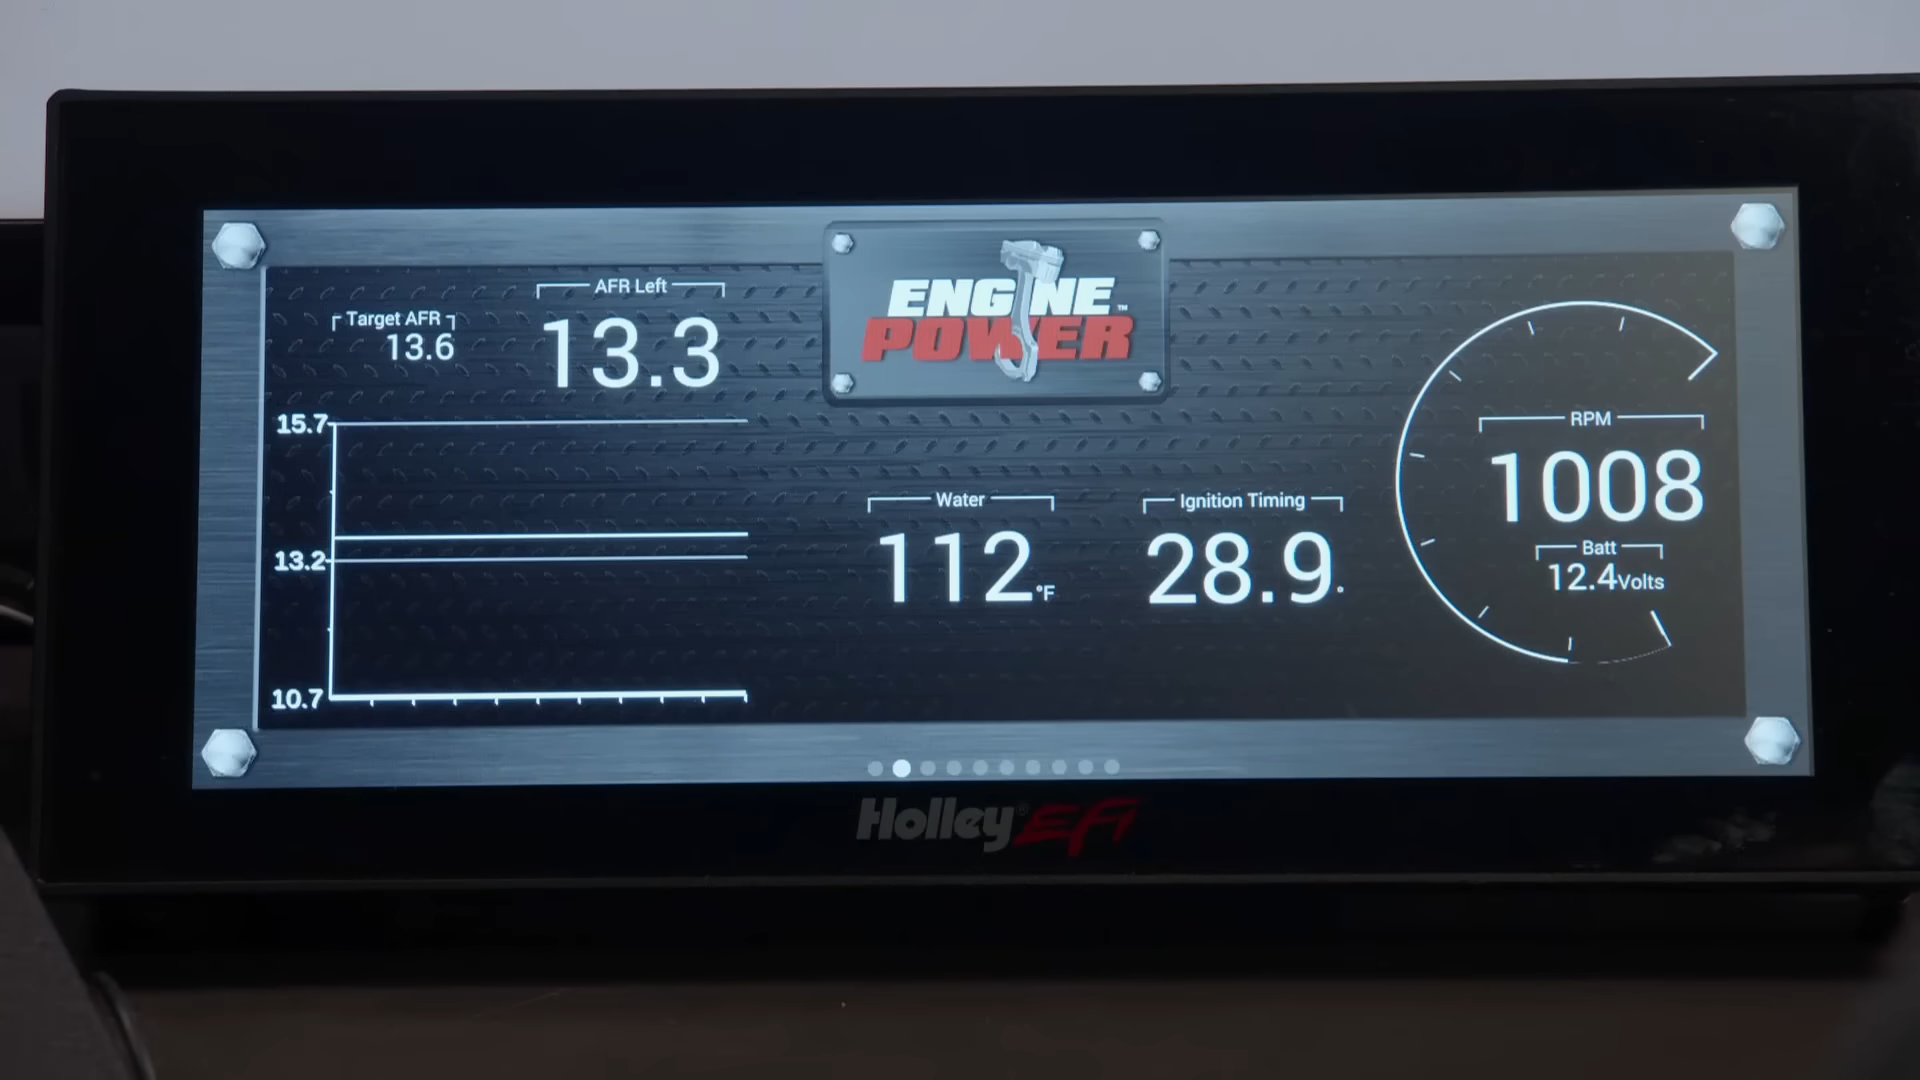 Target AFR
13.6
AFR Left
13.3
ENGINE™
POWER
15.7
13.2
10.7
Water
112°F
Ignition Timing
28.9°
RPM
1008
Batt
12.4Volts
Holley® EFI